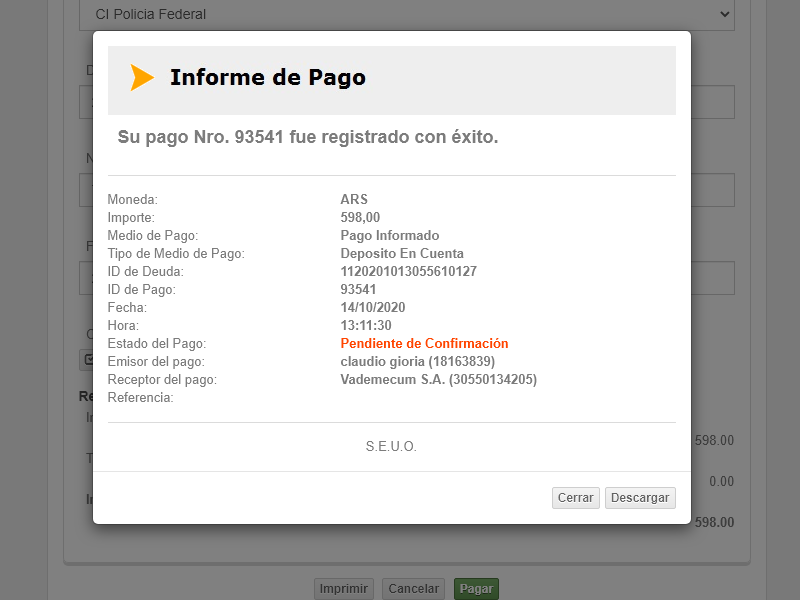 CI Policia Federal
Informe de Pago
Su pago Nro. 93541 fue registrado con éxito.
Moneda: ARS
Importe: 598,00
Medio de Pago: Pago Informado
Tipo de Medio de Pago: Deposito En Cuenta
ID de Deuda: 1120201013055610127
ID de Pago: 93541
Fecha: 14/10/2020
Hora: 13:11:30
Estado del Pago: Pendiente de Confirmación
Emisor del pago: claudio gioria (18163839)
Receptor del pago: Vademecum S.A. (30550134205)
Referencia:
S.E.U.O.
Cerrar Descargar
598.00
0.00
598.00
Imprimir Cancelar Pagar